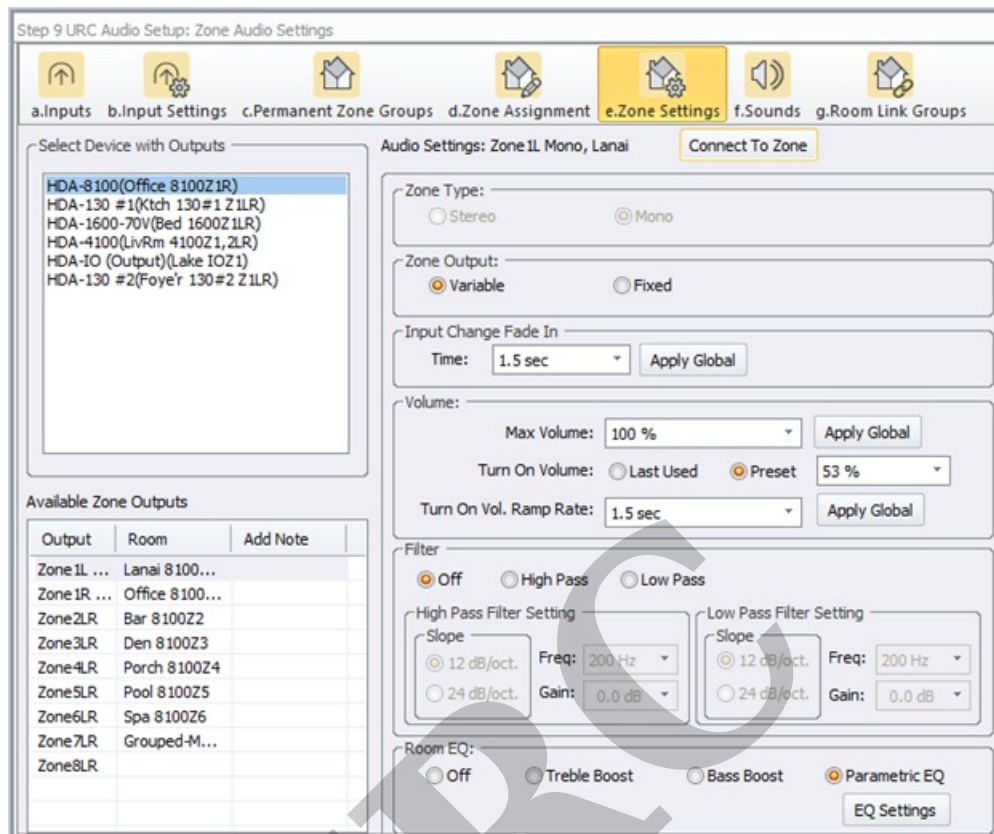 Step 9 URC Audio Setup: Zone Audio Settings
a.Inputs b.Input Settings c.Permanent Zone Groups d.Zone Assignment e.Zone Settings f.Sounds g.Room Link Groups
Select Device with Outputs
HDA-8100(Office 8100Z1R)
HDA-130 #1(Ktch 130#1 Z1LR)
HDA-1600-70V(Bed 1600Z1LR)
HDA-4100(LivRm 4100Z1,2LR)
HDA-IO (Output)(Lake IOZ1)
HDA-130 #2(Foye'r 130#2 Z1LR)
Available Zone Outputs
Output Room Add Note
Zone1L ... Lanai 8100...
Zone1R ... Office 8100...
Zone2LR Bar 8100Z2
Zone3LR Den 8100Z3
Zone4LR Porch 8100Z4
Zone5LR Pool 8100Z5
Zone6LR Spa 8100Z6
Zone7LR Grouped-M...
Zone8LR
Audio Settings: Zone1L Mono, Lanai Connect To Zone
Zone Type:
Stereo Mono
Zone Output:
Variable Fixed
Input Change Fade In
Time: 1.5 sec Apply Global
Volume:
Max Volume: 100 % Apply Global
Turn On Volume: Last Used Preset 53 %
Turn On Vol. Ramp Rate: 1.5 sec Apply Global
Filter
Off High Pass Low Pass
High Pass Filter Setting
Slope
12 dB/oct. Freq: 200 Hz
24 dB/oct. Gain: 0.0 dB
Low Pass Filter Setting
Slope
12 dB/oct. Freq: 200 Hz
24 dB/oct. Gain: 0.0 dB
Room EQ:
Off Treble Boost Bass Boost Parametric EQ
EQ Settings